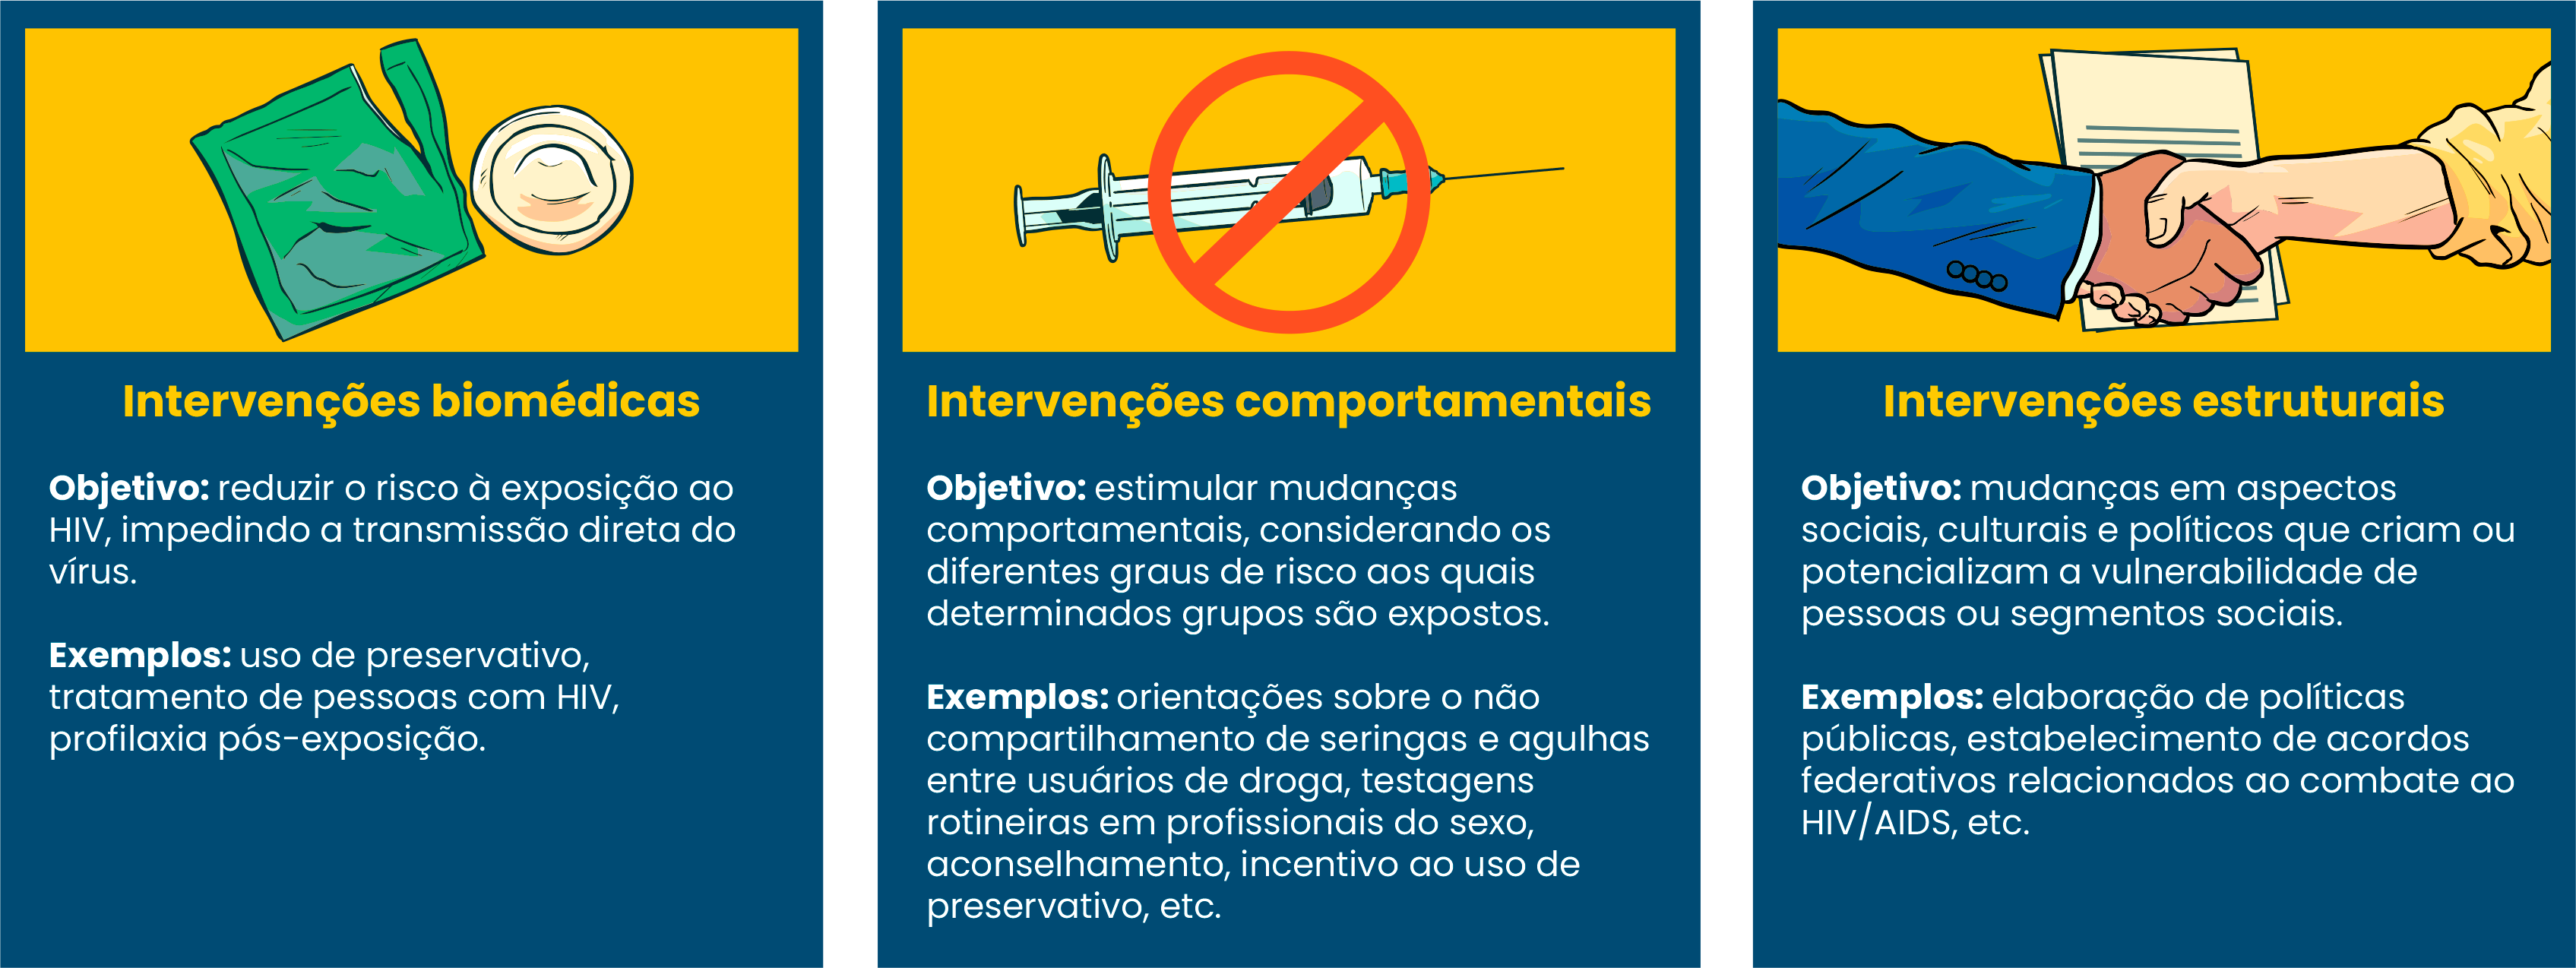 Intervenções biomédicas
Objetivo: reduzir o risco à exposição ao
HIV, impedindo a transmissão direta do
vírus.
Exemplos: uso de preservativo,
tratamento de pessoas com HIV,
profilaxia pós-exposição.
Intervenções comportamentais
Objetivo: estimular mudanças
comportamentais, considerando os
diferentes graus de risco aos quais
determinados grupos são expostos.
Exemplos: orientações sobre o não
compartilhamento de seringas e agulhas
entre usuários de droga, testagens
rotineiras em profissionais do sexo,
aconselhamento, incentivo ao uso de
preservativo, etc.
Intervenções estruturais
Objetivo: mudanças em aspectos
sociais, culturais e políticos que criam ou
potencializam a vulnerabilidade de
pessoas ou segmentos sociais.
Exemplos: elaboração de políticas
públicas, estabelecimento de acordos
federativos relacionados ao combate ao
HIV/AIDS, etc.